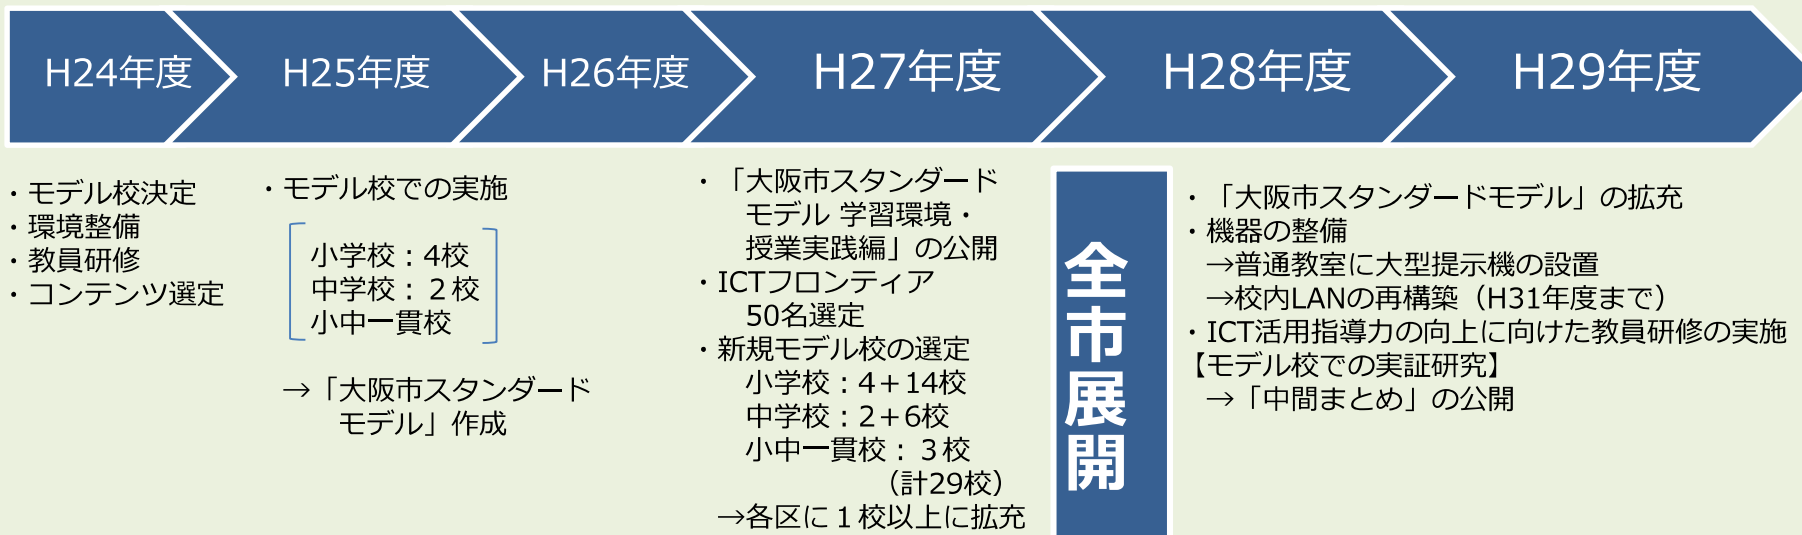 H24年度
H25年度
H26年度
H27年度
H28年度
H29年度
・モデル校決定
・環境整備
・教員研修
・コンテンツ選定
・モデル校での実施
小学校：4校
中学校：２校
小中一貫校
→「大阪市スタンダード
モデル」作成
・「大阪市スタンダード
モデル 学習環境・
授業実践編」の公開
・ICTフロンティア
50名選定
・新規モデル校の選定
小学校：4＋14校
中学校：2＋6校
小中一貫校：３校
（計29校）
→各区に１校以上に拡充
全市展開
・「大阪市スタンダードモデル」の拡充
・機器の整備
→普通教室に大型提示機の設置
→校内LANの再構築（H31年度まで）
・ICT活用指導力の向上に向けた教員研修の実施
【モデル校での実証研究】
→「中間まとめ」の公開